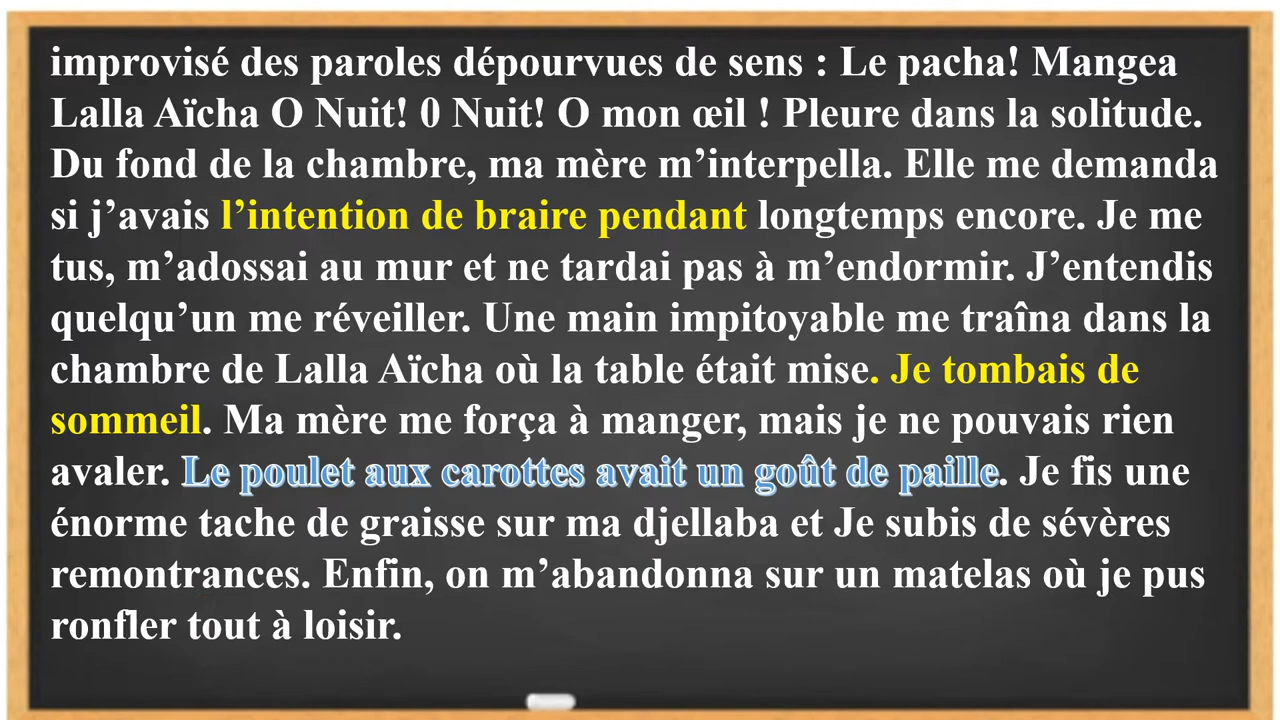 improvisé des paroles dépourvues de sens : Le pacha! Mangea
Lalla Aïcha O Nuit! 0 Nuit! O mon œil ! Pleure dans la solitude.
Du fond de la chambre, ma mère m’interpella. Elle me demanda
si j’avais l’intention de braire pendant longtemps encore. Je me
tus, m’adossai au mur et ne tardai pas à m’endormir. J’entendis
quelqu’un me réveiller. Une main impitoyable me traîna dans la
chambre de Lalla Aïcha où la table était mise. Je tombais de
sommeil. Ma mère me força à manger, mais je ne pouvais rien
avaler. Le poulet aux carottes avait un goût de paille. Je fis une
énorme tache de graisse sur ma djellaba et Je subis de sévères
remontrances. Enfin, on m’abandonna sur un matelas où je pus
ronfler tout à loisir.